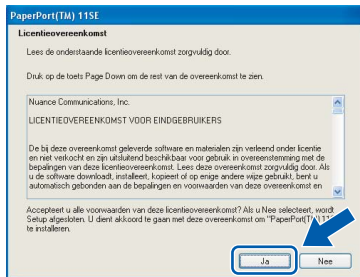 PaperPort(TM) 11SE
Licentieovereenkomst
Lees de onderstaande licentieovereenkomst zorgvuldig door.
Druk op de toets Page Down om de rest van de overeenkomst te zien.
Nuance Communications, Inc.
LICENTIEOVEREENKOMST VOOR EINDGEBRUIKERS
De bij deze overeenkomst geleverde software en materialen zijn verleend onder licentie
en niet verkocht en zijn uitsluitend beschikbaar voor gebruik in overeenstemming met de
bepalingen van deze licentieovereenkomst. Lees deze overeenkomst zorgvuldig door. Als
u de software downloadt, installeert, kopieert of op enige andere wijze gebruikt, bent u
automatisch gebonden aan de bepalingen en voorwaarden van deze overeenkomst en
Accepteert u alle voorwaarden van deze licentieovereenkomst? Als u Nee selecteert, wordt
Setup afgesloten. U dient akkoord te gaan met deze overeenkomst om "PaperPort(TM) 11
te installeren.
Ja
Nee